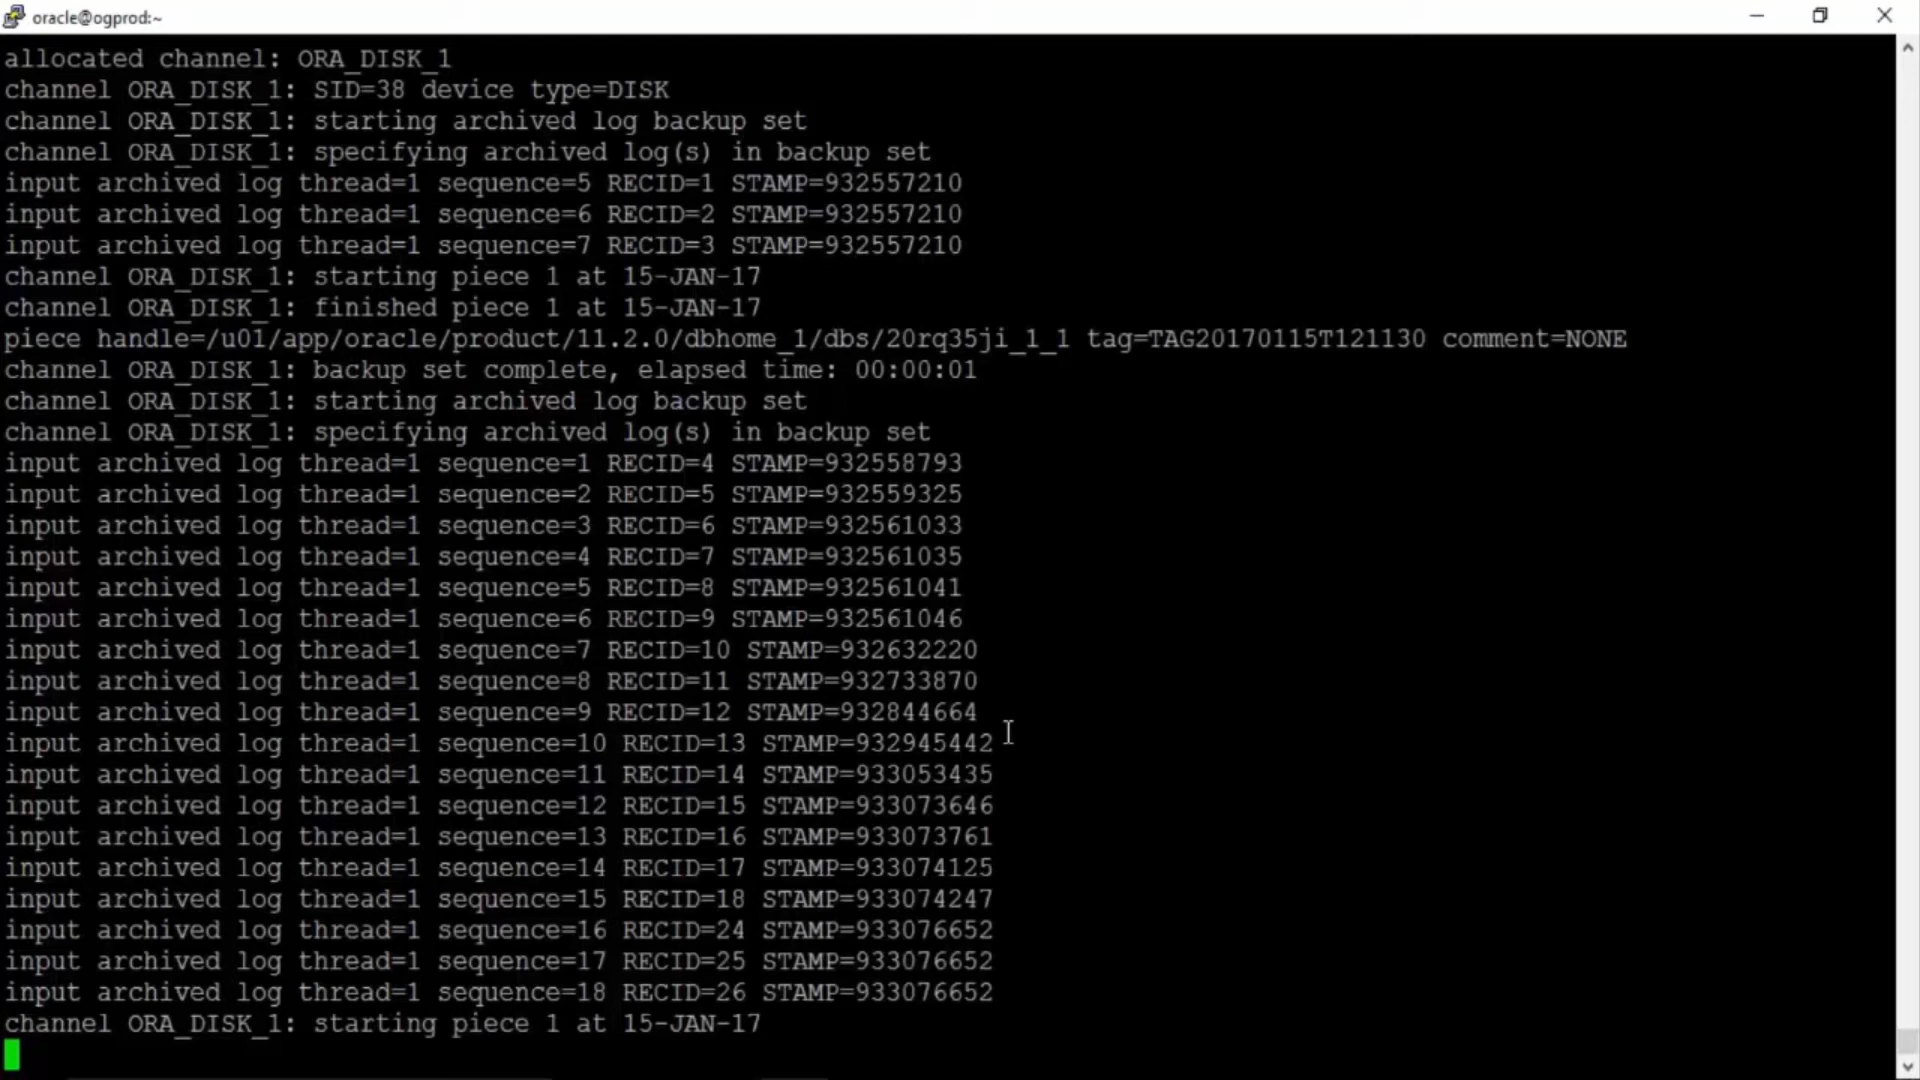 oracle@ogprod:~
allocated channel: ORA_DISK_1
channel ORA_DISK_1: SID=38 device type=DISK
channel ORA_DISK_1: starting archived log backup set
channel ORA_DISK_1: specifying archived log(s) in backup set
input archived log thread=1 sequence=5 RECID=1 STAMP=932557210
input archived log thread=1 sequence=6 RECID=2 STAMP=932557210
input archived log thread=1 sequence=7 RECID=3 STAMP=932557210
channel ORA_DISK_1: starting piece 1 at 15-JAN-17
channel ORA_DISK_1: finished piece 1 at 15-JAN-17
piece handle=/u01/app/oracle/product/11.2.0/dbhome_1/dbs/20rq35ji_1_1 tag=TAG20170115T121130 comment=NONE
channel ORA_DISK_1: backup set complete, elapsed time: 00:00:01
channel ORA_DISK_1: starting archived log backup set
channel ORA_DISK_1: specifying archived log(s) in backup set
input archived log thread=1 sequence=1 RECID=4 STAMP=932558793
input archived log thread=1 sequence=2 RECID=5 STAMP=932559325
input archived log thread=1 sequence=3 RECID=6 STAMP=932561033
input archived log thread=1 sequence=4 RECID=7 STAMP=932561035
input archived log thread=1 sequence=5 RECID=8 STAMP=932561041
input archived log thread=1 sequence=6 RECID=9 STAMP=932561046
input archived log thread=1 sequence=7 RECID=10 STAMP=932632220
input archived log thread=1 sequence=8 RECID=11 STAMP=932733870
input archived log thread=1 sequence=9 RECID=12 STAMP=932844664
input archived log thread=1 sequence=10 RECID=13 STAMP=932945442
input archived log thread=1 sequence=11 RECID=14 STAMP=933053435
input archived log thread=1 sequence=12 RECID=15 STAMP=933073646
input archived log thread=1 sequence=13 RECID=16 STAMP=933073761
input archived log thread=1 sequence=14 RECID=17 STAMP=933074125
input archived log thread=1 sequence=15 RECID=18 STAMP=933074247
input archived log thread=1 sequence=16 RECID=24 STAMP=933076652
input archived log thread=1 sequence=17 RECID=25 STAMP=933076652
input archived log thread=1 sequence=18 RECID=26 STAMP=933076652
channel ORA_DISK_1: starting piece 1 at 15-JAN-17